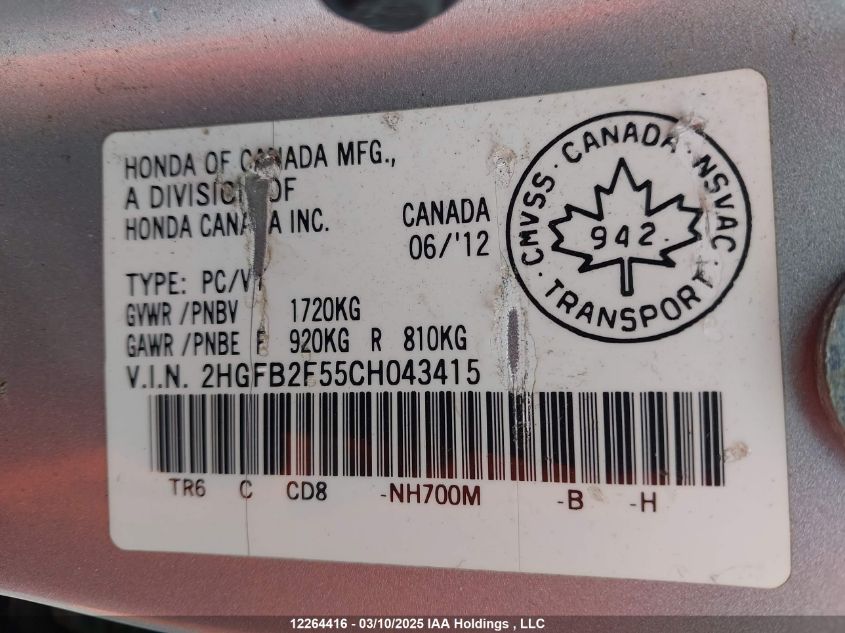 HONDA OF CANADA MFG.,
A DIVISION OF
HONDA CANADA INC.
CANADA
06/'12
CMVSS · CANADA · NSVAC
942
· TRANSPORT ·
TYPE: PC/VP
GVWR /PNBV 1720KG
GAWR /PNBE F 920KG R 810KG
V.I.N. 2HGFB2F55CH043415
TR6 C CD8 -NH700M -B -H
12264416 - 03/10/2025 IAA Holdings , LLC